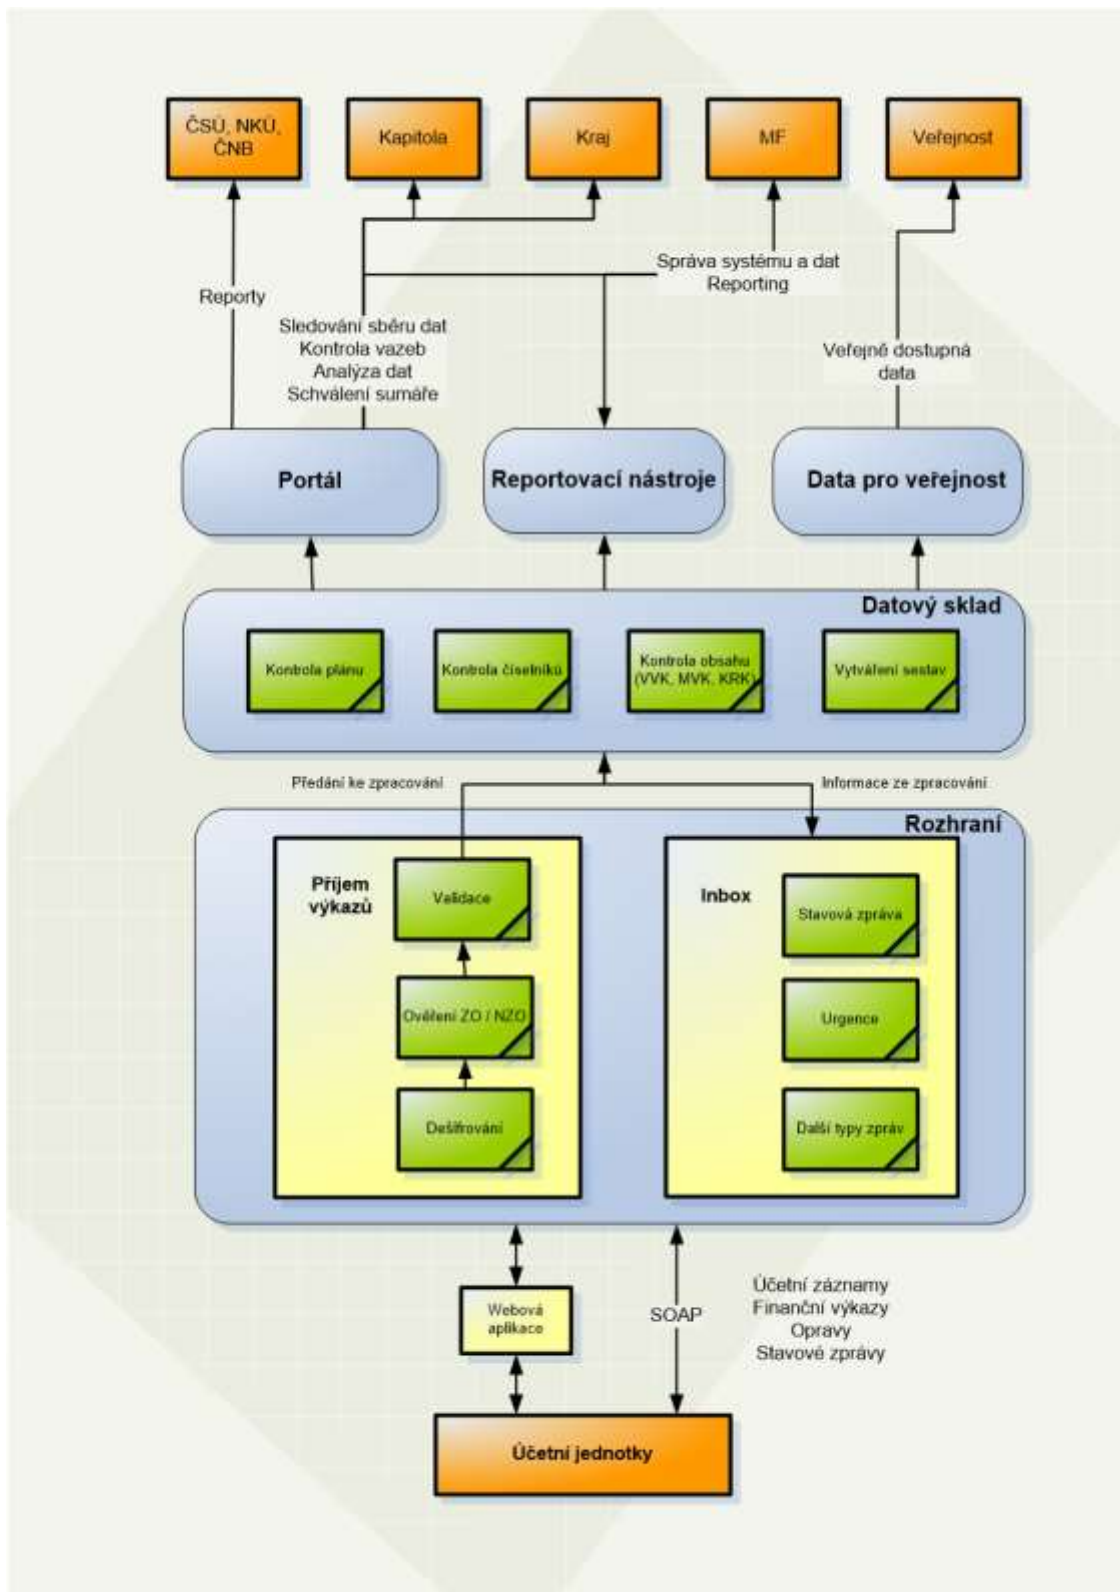 ČSÚ, NKÚ,
ČNB
Kapitola
Kraj
MF
Veřejnost
Správa systému a dat
Reporting
Reporty
Sledování sběru dat
Kontrola vazeb
Analýza dat
Schválení sumáře
Veřejně dostupná
data
Portál
Reportovací nástroje
Data pro veřejnost
Datový sklad
Kontrola plánu
Kontrola číselníků
Kontrola obsahu
(VVK, MVK, KRK)
Vytváření sestav
Předání ke zpracování
Informace ze zpracování
Rozhraní
Příjem
výkazů
Validace
Ověření ZO / NZO
Dešifrování
Inbox
Stavová zpráva
Urgence
Další typy zpráv
Webová
aplikace
SOAP
Účetní záznamy
Finanční výkazy
Opravy
Stavové zprávy
Účetní jednotky